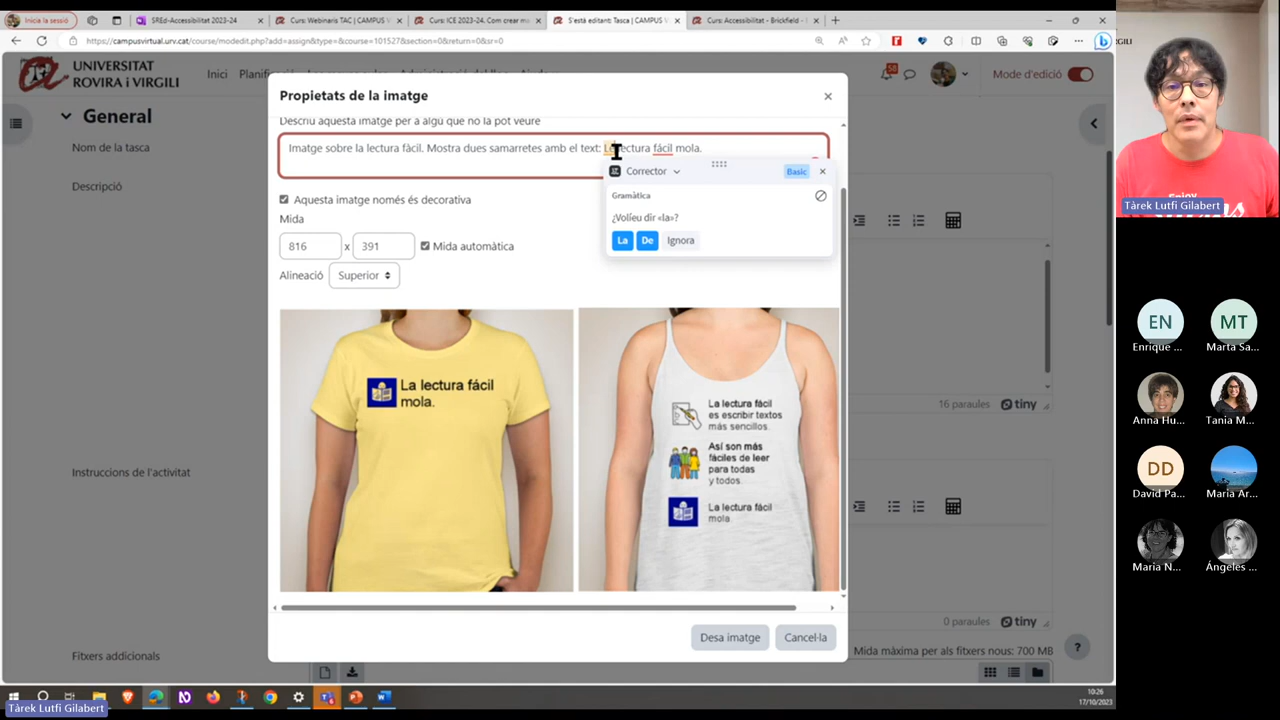 Inicia la sessió
SREd-Accessibilitat 2023-24
Curs: Webinaris TAC | CAMPUS V
Curs: ICE 2023-24. Com crear m
S'està editant: Tasca | CAMPUS V
Curs: Accessibilitat - Brickfield -
https://campusvirtual.urv.cat/course/modedit.php?add=assign&type=&course=101527&section=0&return=0&sr=0
UNIVERSITAT
ROVIRA i VIRGILI
Inici
Mode d'edició
General
Nom de la tasca
Descripció
Instruccions de l'activitat
Fitxers addicionals
Propietats de la imatge
Descriu aquesta imatge per a algú que no la pot veure
Imatge sobre la lectura fàcil. Mostra dues samarretes amb el text: Le lectura fácil mola.
Corrector
Basic
Gramàtica
¿Volíeu dir «la»?
La De Ignora
Aquesta imatge només és decorativa
Mida
816 x 391 Mida automàtica
Alineació Superior
La lectura fácil
mola.
La lectura fácil
es escribir textos
más sencillos.
Así son más
fáciles de leer
para todas
y todos.
La lectura fácil
mola
Desa imatge Cancel·la
16 paraules tiny
0 paraules tiny
Mida màxima per als fitxers nous: 700 MB
?
10:26
17/10/2023
Tàrek Lutfi Gilabert
Enjoy
Tàrek Lutfi Gilabert
EN
Enrique ...
MT
Marta Sa...
Anna Hu...
Tania M...
DD
David Pa...
Maria Ar...
Maria N...
Ángeles ...